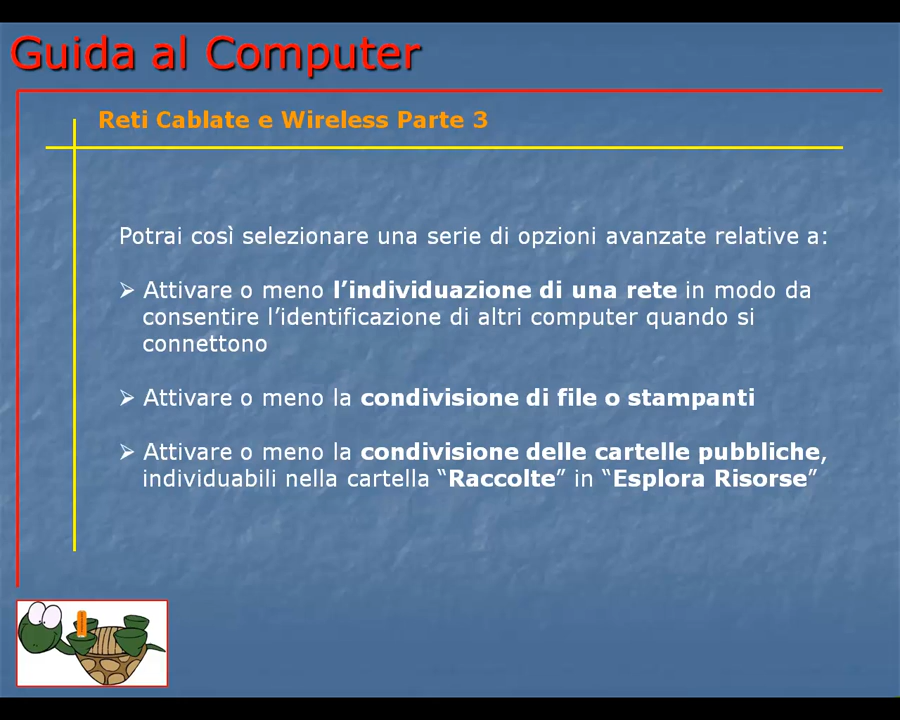 Guida al Computer
Reti Cablate e Wireless Parte 3
Potrai così selezionare una serie di opzioni avanzate relative a:
➢ Attivare o meno l’individuazione di una rete in modo da
consentire l’identificazione di altri computer quando si
connettono
➢ Attivare o meno la condivisione di file o stampanti
➢ Attivare o meno la condivisione delle cartelle pubbliche,
individuabili nella cartella “Raccolte” in “Esplora Risorse”